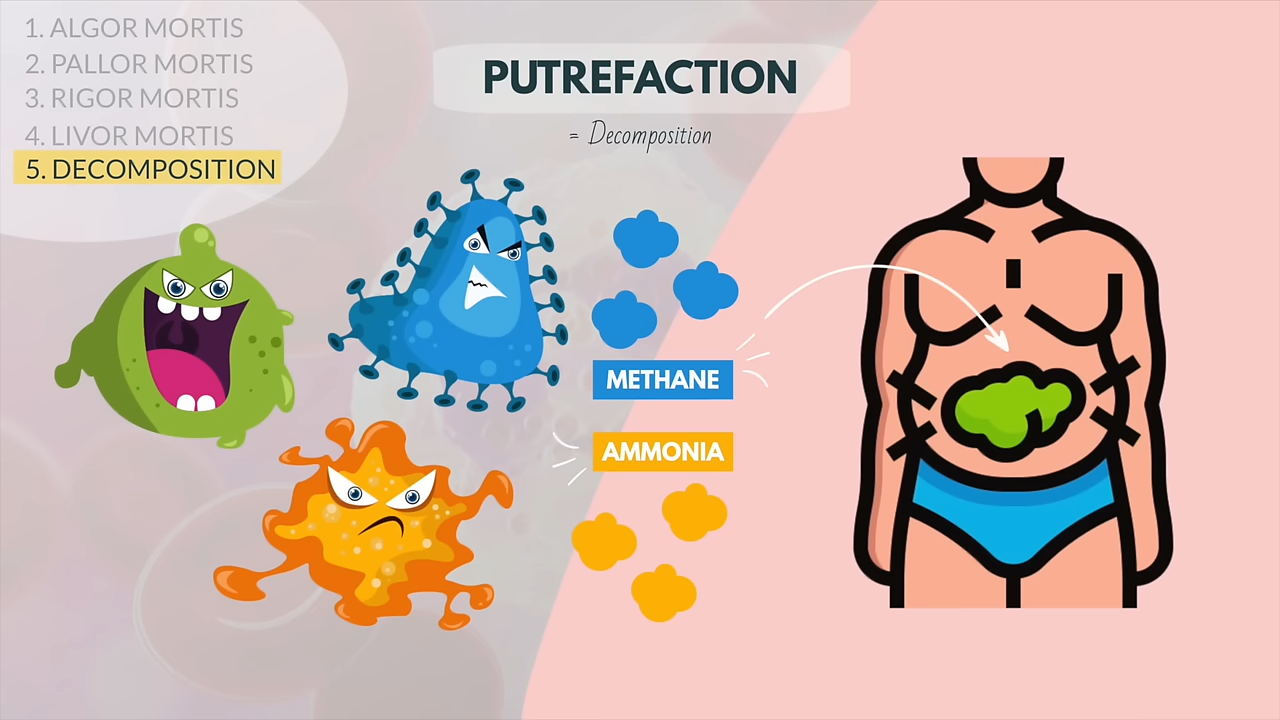 1. ALGOR MORTIS
2. PALLOR MORTIS
3. RIGOR MORTIS
4. LIVOR MORTIS
5. DECOMPOSITION
PUTREFACTION
= Decomposition
METHANE
AMMONIA